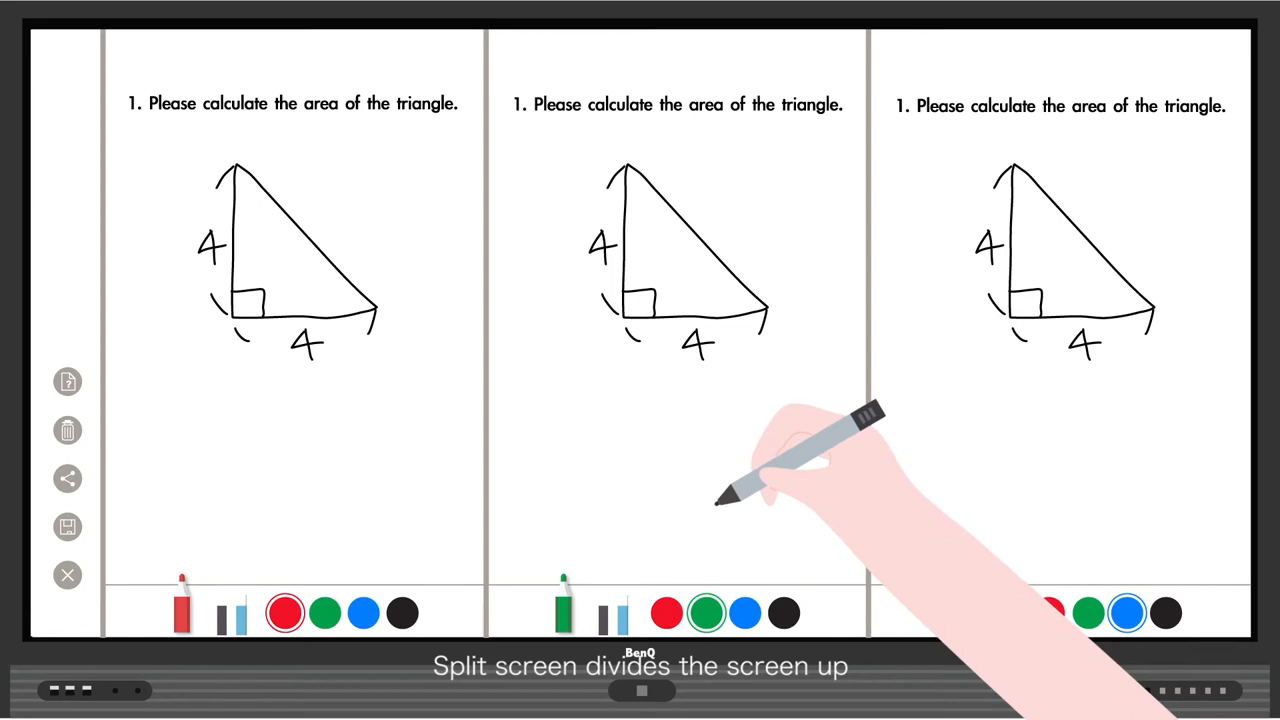 1. Please calculate the area of the triangle.
4
4
1. Please calculate the area of the triangle.
4
4
1. Please calculate the area of the triangle.
4
4
?
BenQ
Split screen divides the screen up